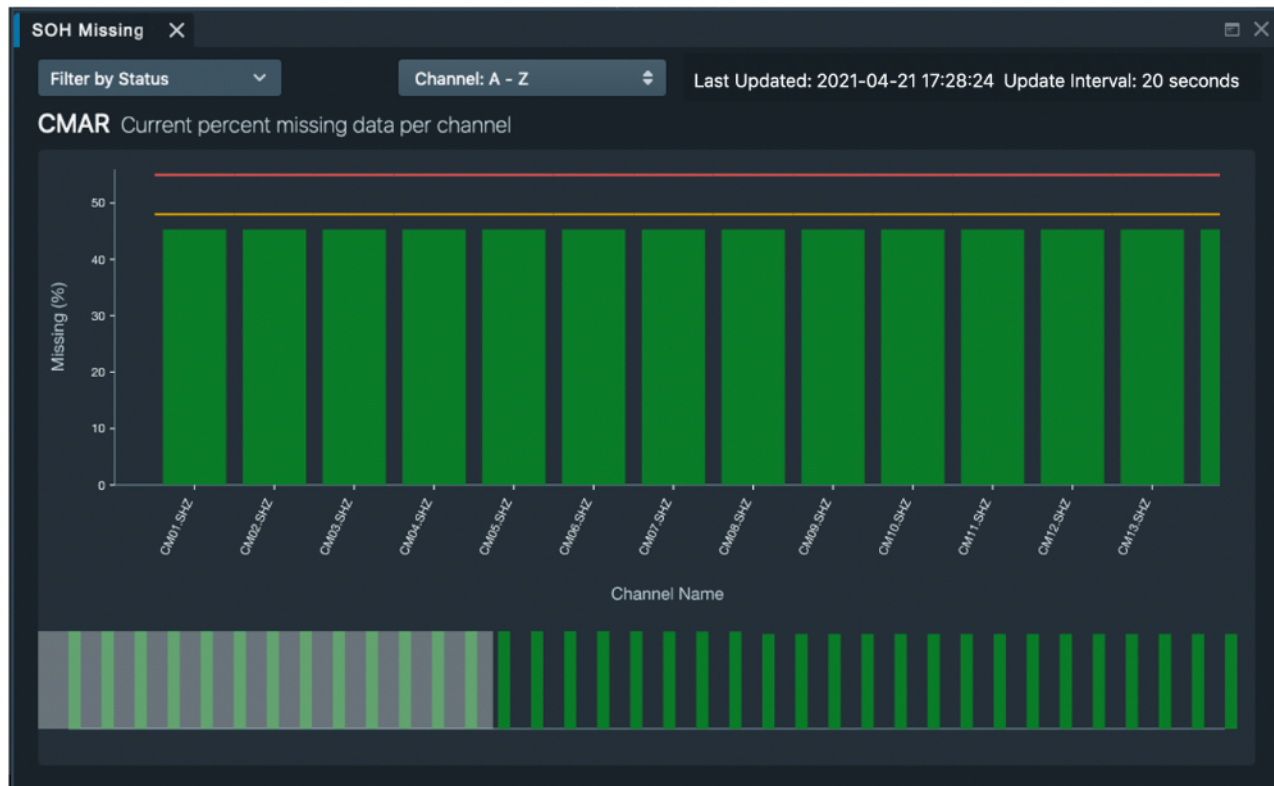 SOH Missing
Filter by Status
Channel: A - Z
Last Updated: 2021-04-21 17:28:24 Update Interval: 20 seconds
CMAR Current percent missing data per channel
Missing (%)
50
40
30
20
10
0
CM01.SHZ
CM02.SHZ
CM03.SHZ
CM04.SHZ
CM05.SHZ
CM06.SHZ
CM07.SHZ
CM08.SHZ
CM09.SHZ
CM10.SHZ
CM11.SHZ
CM12.SHZ
CM13.SHZ
Channel Name